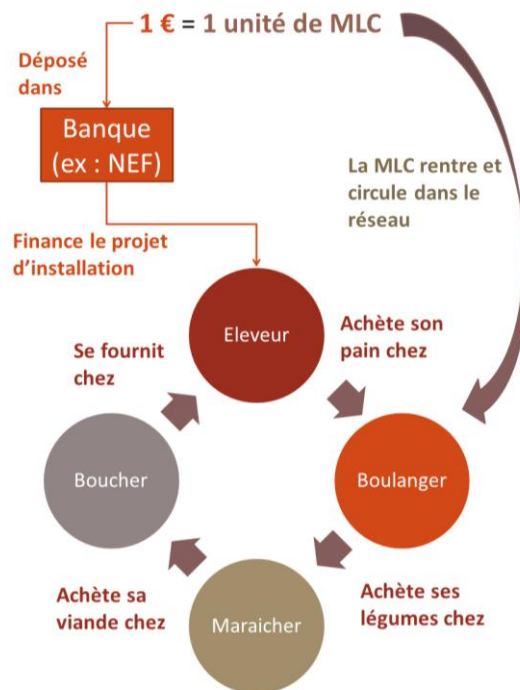 1 € = 1 unité de MLC
Déposé
dans
Banque
(ex : NEF)
La MLC rentre et
circule dans le
réseau
Finance le projet
d'installation
Eleveur
Achète son
pain chez
Se fournit
chez
Boucher
Boulanger
Achète sa
viande chez
Maraicher
Achète ses
légumes chez